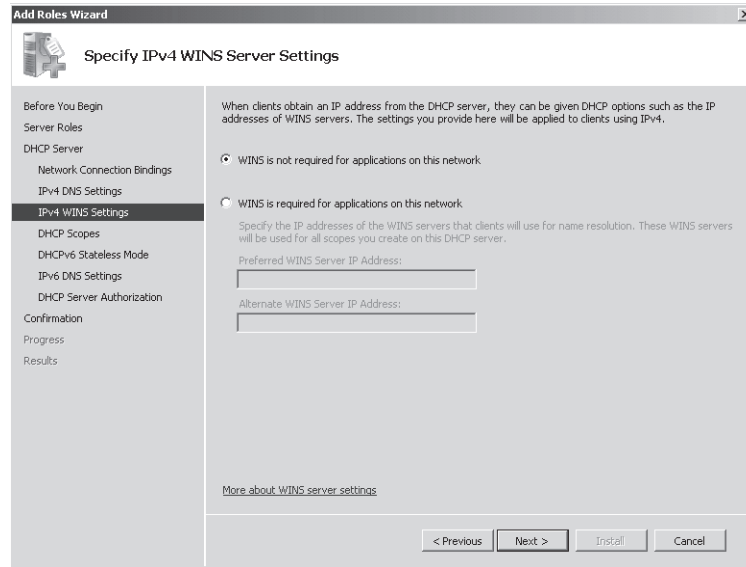 Add Roles Wizard
Specify IPv4 WINS Server Settings
Before You Begin
Server Roles
DHCP Server
Network Connection Bindings
IPv4 DNS Settings
IPv4 WINS Settings
DHCP Scopes
DHCPv6 Stateless Mode
IPv6 DNS Settings
DHCP Server Authorization
Confirmation
Progress
Results
When clients obtain an IP address from the DHCP server, they can be given DHCP options such as the IP
addresses of WINS servers. The settings you provide here will be applied to clients using IPv4.
WINS is not required for applications on this network
WINS is required for applications on this network
Specify the IP addresses of the WINS servers that clients will use for name resolution. These WINS servers
will be used for all scopes you create on this DHCP server.
Preferred WINS Server IP Address:
Alternate WINS Server IP Address:
More about WINS server settings
< Previous
Next >
Install
Cancel